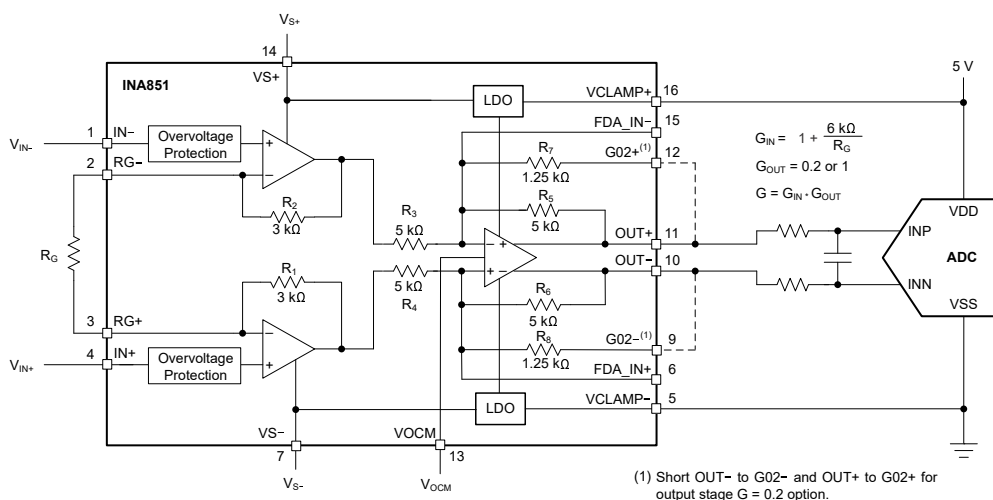 VS+
14
VS+
INA851
5 V
LDO
VCLAMP+
16
FDA_IN−
15
VIN−
1
IN−
Overvoltage
Protection
+
−
2
RG−
R2
3 kΩ
R7
1.25 kΩ
G02+(1)
12
GIN = 1 + 6 kΩ
RG
GOUT = 0.2 or 1
G = GIN · GOUT
R3
5 kΩ
R5
5 kΩ
OUT+
11
VDD
INP
RG
− +
+ −
ADC
R1
3 kΩ
5 kΩ
R4
OUT−
10
INN
R6
5 kΩ
VSS
3
RG+
−
+
R8
1.25 kΩ
G02−(1)
9
VIN+
4
IN+
Overvoltage
Protection
FDA_IN+
6
LDO
VCLAMP−
5
VS−
7
VOCM
13
VS−
VOCM
(1) Short OUT− to G02− and OUT+ to G02+ for
output stage G = 0.2 option.